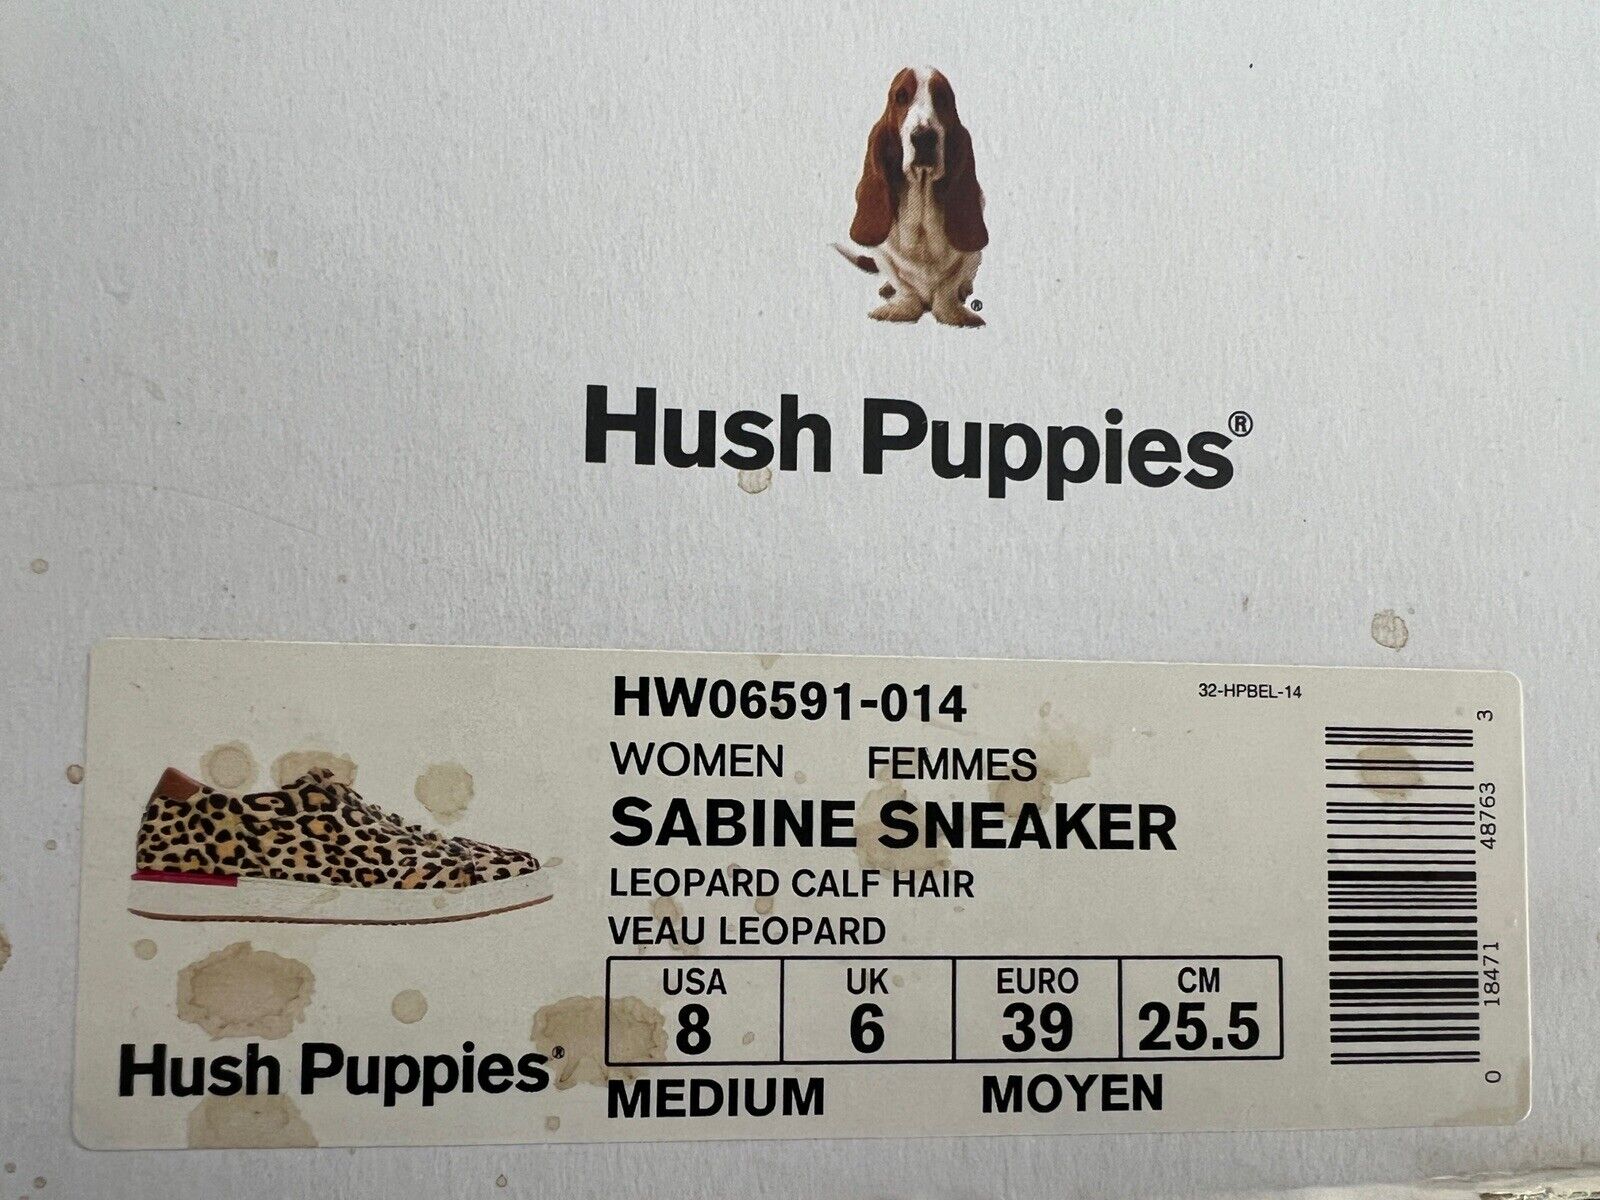 ®
Hush Puppies®
HW06591-014
32-HPBEL-14
WOMEN FEMMES
SABINE SNEAKER
LEOPARD CALF HAIR
VEAU LEOPARD
USA UK EURO CM
8 6 39 25.5
MEDIUM MOYEN
Hush Puppies®
0 18471 48763 3